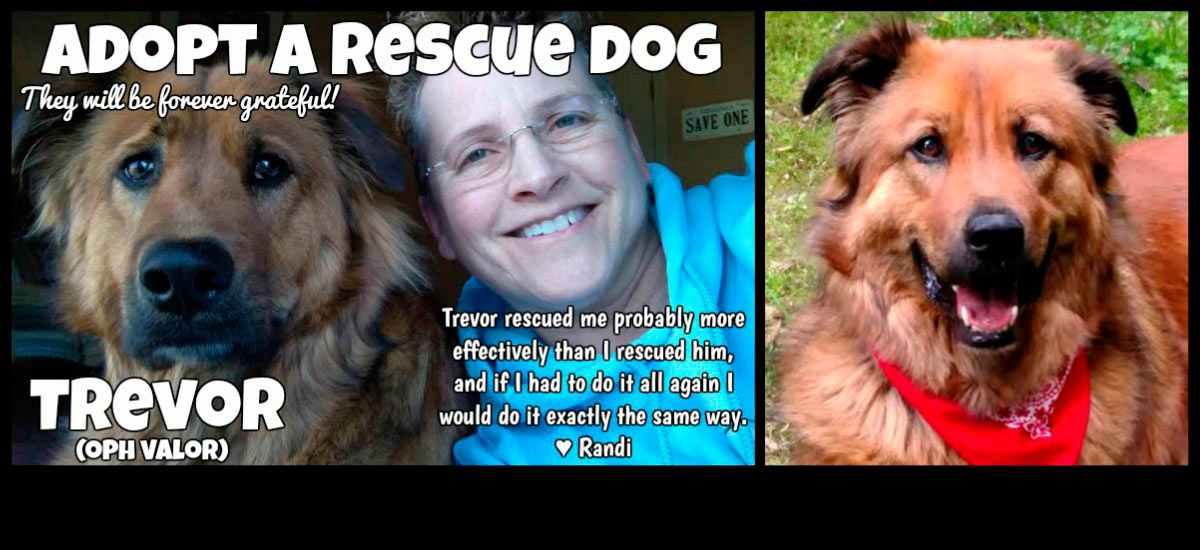 ADOPT A RESCUE DOG
They will be forever grateful!
SAVE ONE
Trevor rescued me probably more
effectively than I rescued him,
and if I had to do it all again I
would do it exactly the same way.
♥ Randi
TREVOR
(OPH VALOR)